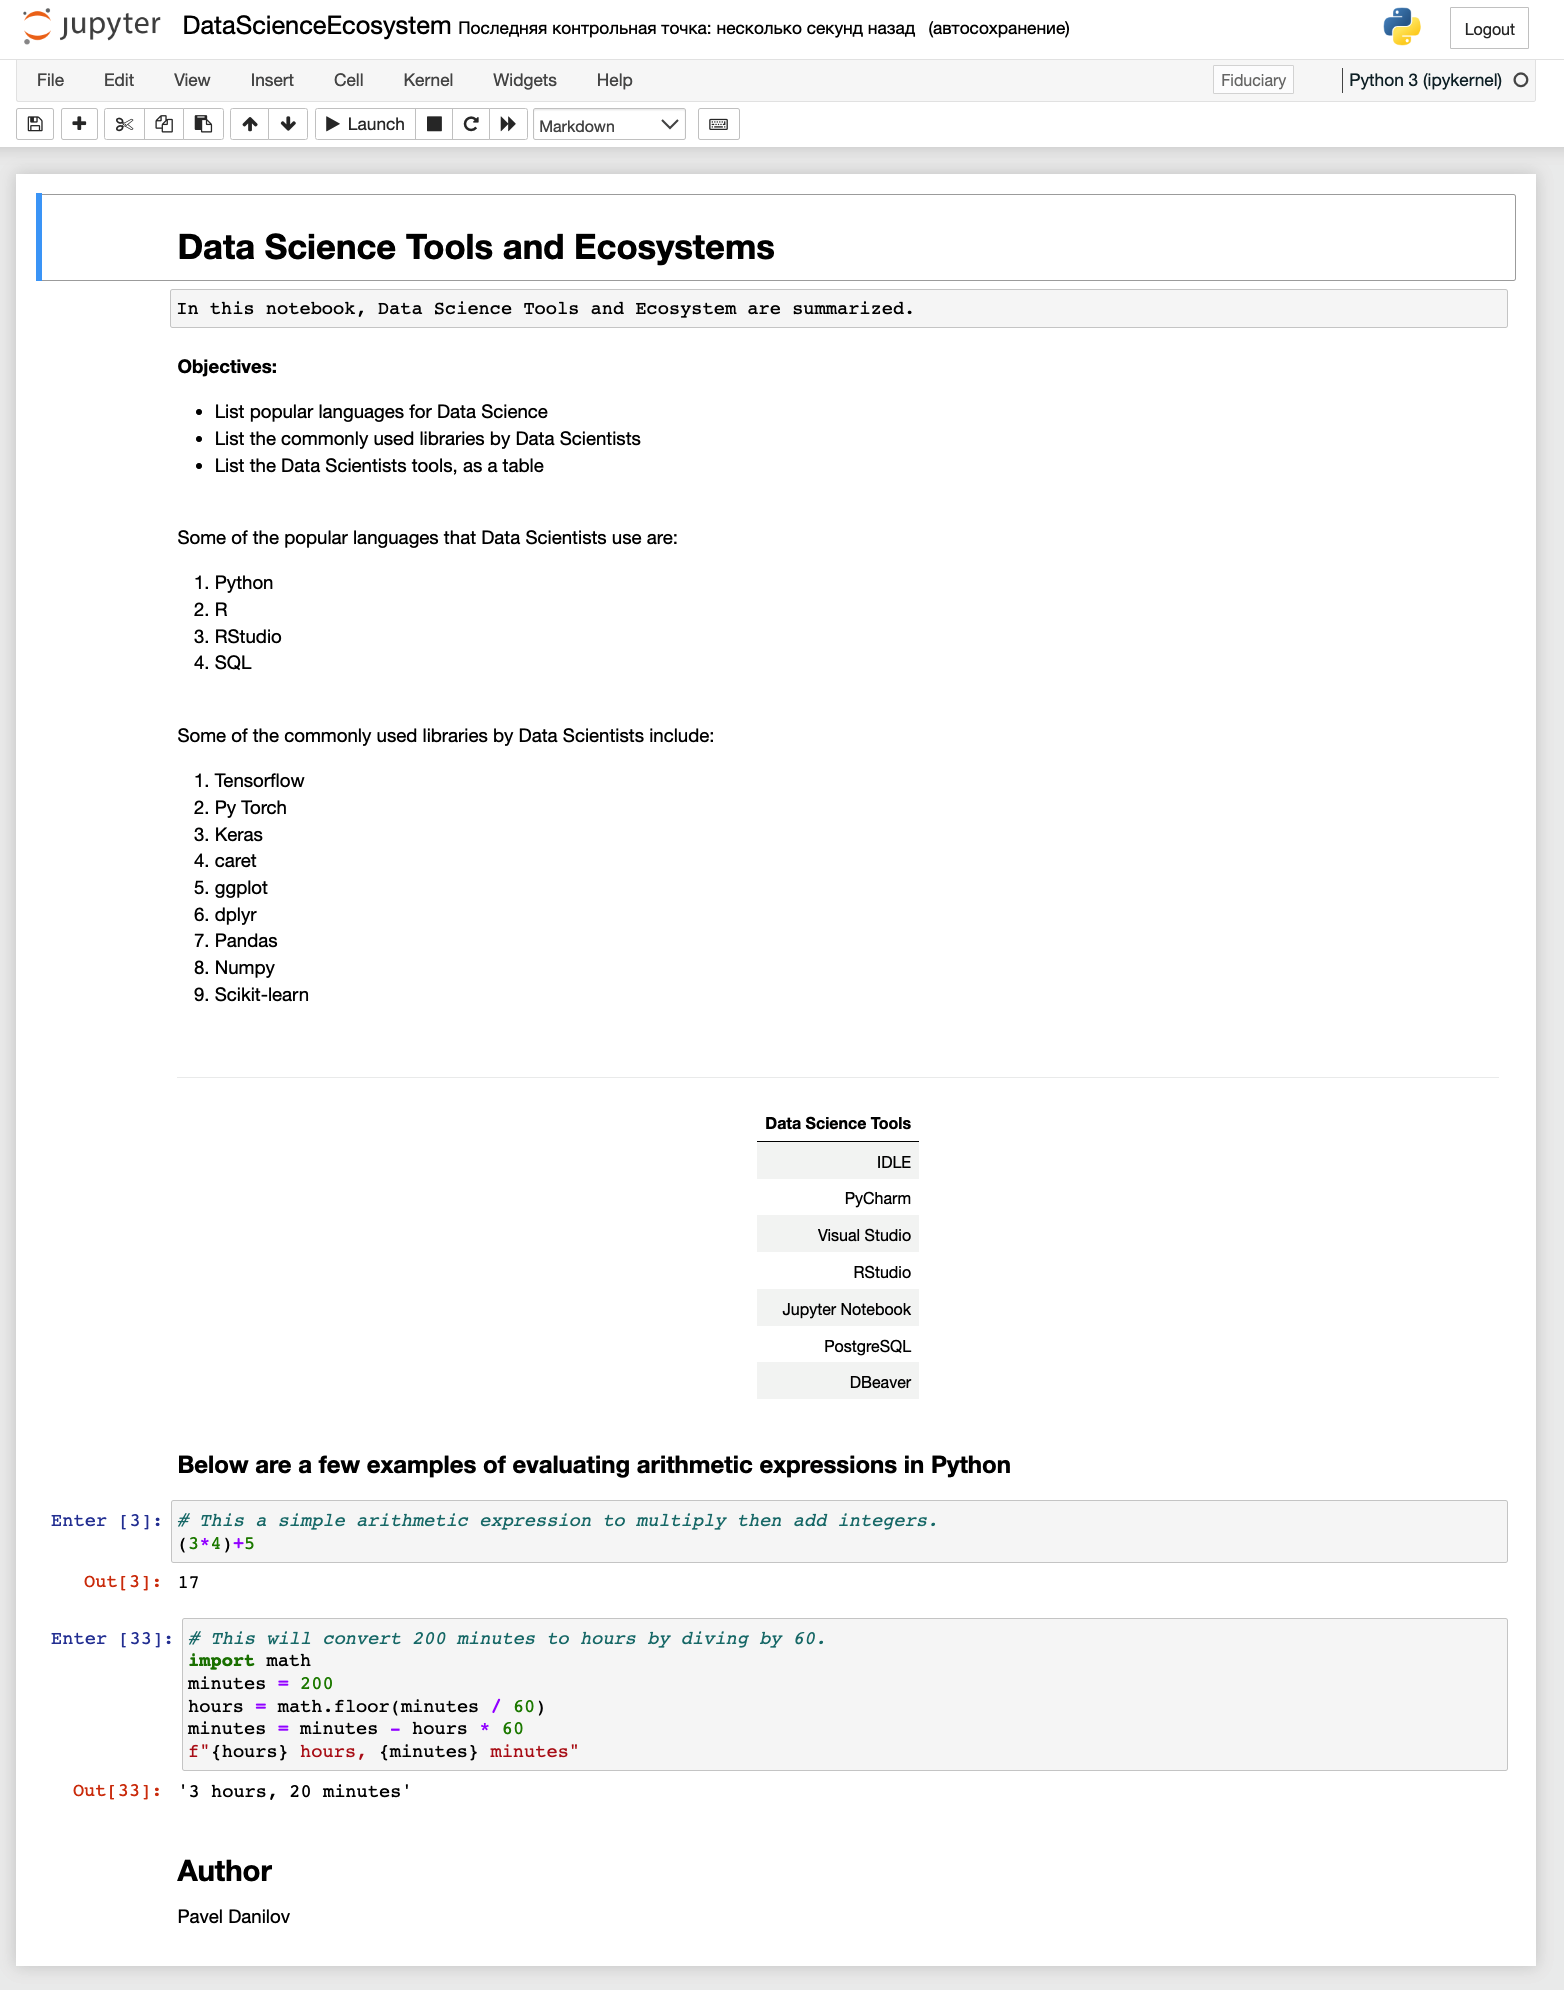 jupyter DataScienceEcosystem Последняя контрольная точка: несколько секунд назад (автосохранение) Logout
File Edit View Insert Cell Kernel Widgets Help Fiduciary Python 3 (ipykernel)
Launch Markdown
Data Science Tools and Ecosystems
In this notebook, Data Science Tools and Ecosystem are summarized.
Objectives:
• List popular languages for Data Science
• List the commonly used libraries by Data Scientists
• List the Data Scientists tools, as a table
Some of the popular languages that Data Scientists use are:
1. Python
2. R
3. RStudio
4. SQL
Some of the commonly used libraries by Data Scientists include:
1. Tensorflow
2. Py Torch
3. Keras
4. caret
5. ggplot
6. dplyr
7. Pandas
8. Numpy
9. Scikit-learn
Data Science Tools
IDLE
PyCharm
Visual Studio
RStudio
Jupyter Notebook
PostgreSQL
DBeaver
Below are a few examples of evaluating arithmetic expressions in Python
Enter [3]: # This a simple arithmetic expression to multiply then add integers.
(3*4)+5
Out[3]: 17
Enter [33]: # This will convert 200 minutes to hours by diving by 60.
import math
minutes = 200
hours = math.floor(minutes / 60)
minutes = minutes - hours * 60
f"{hours} hours, {minutes} minutes"
Out[33]: '3 hours, 20 minutes'
Author
Pavel Danilov